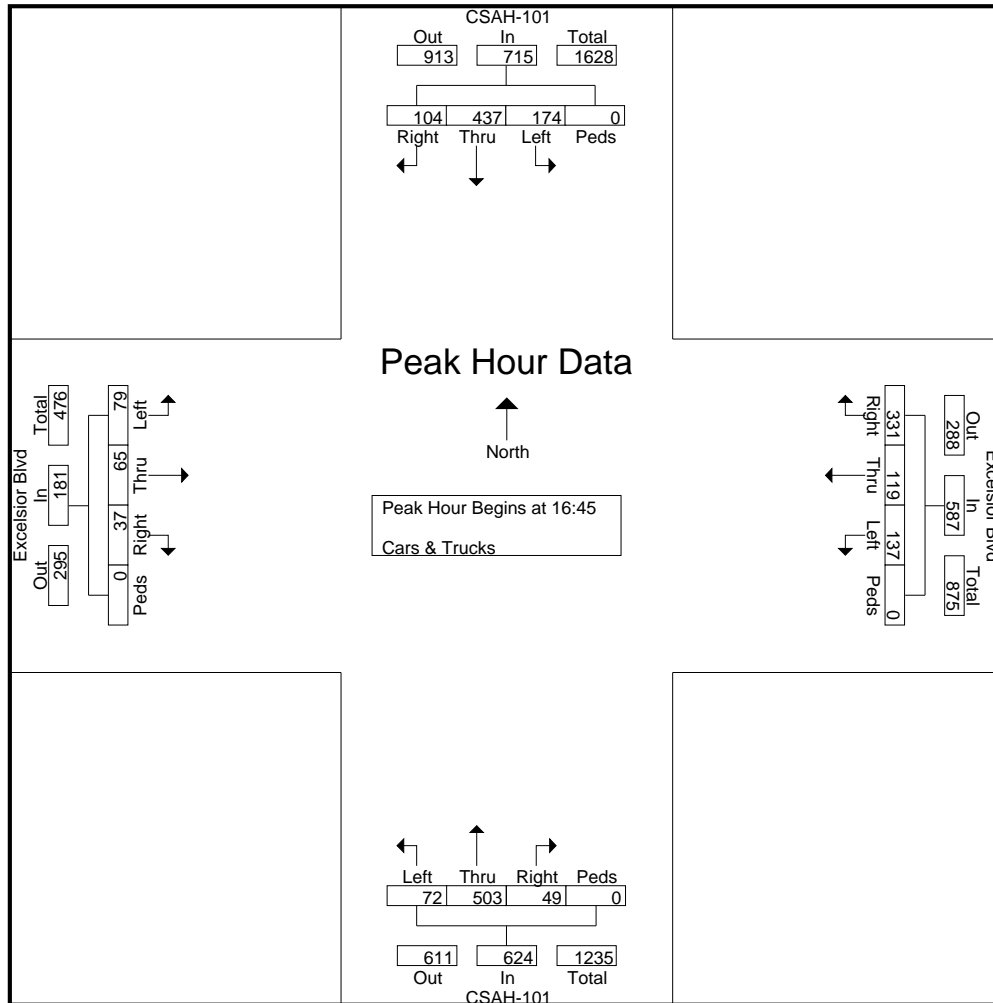 CSAH-101
Out In Total
913 715 1628
104 437 174 0
Right Thru Left Peds
Peak Hour Data
North
Peak Hour Begins at 16:45
Cars & Trucks
Excelsior Blvd
Total In Out
476 181 295
79 65 37 0
Left Thru Right Peds
Excelsior Blvd
Out In Total
288 587 875
331 119 137 0
Right Thru Left Peds
Left Thru Right Peds
72 503 49 0
611 624 1235
Out In Total
CSAH-101